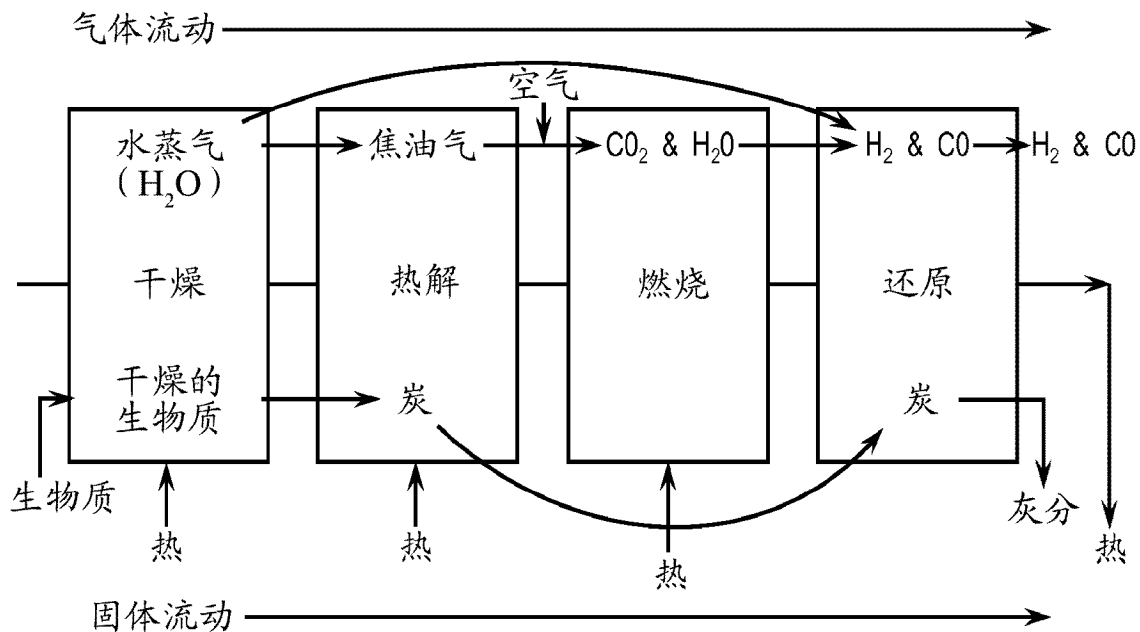 气体流动
空气
水蒸气
（H₂O）
焦油气
CO₂ & H₂O
H₂ & CO
H₂ & CO
干燥
热解
燃烧
还原
干燥的
生物质
炭
炭
生物质
灰分
热
热
热
热
固体流动